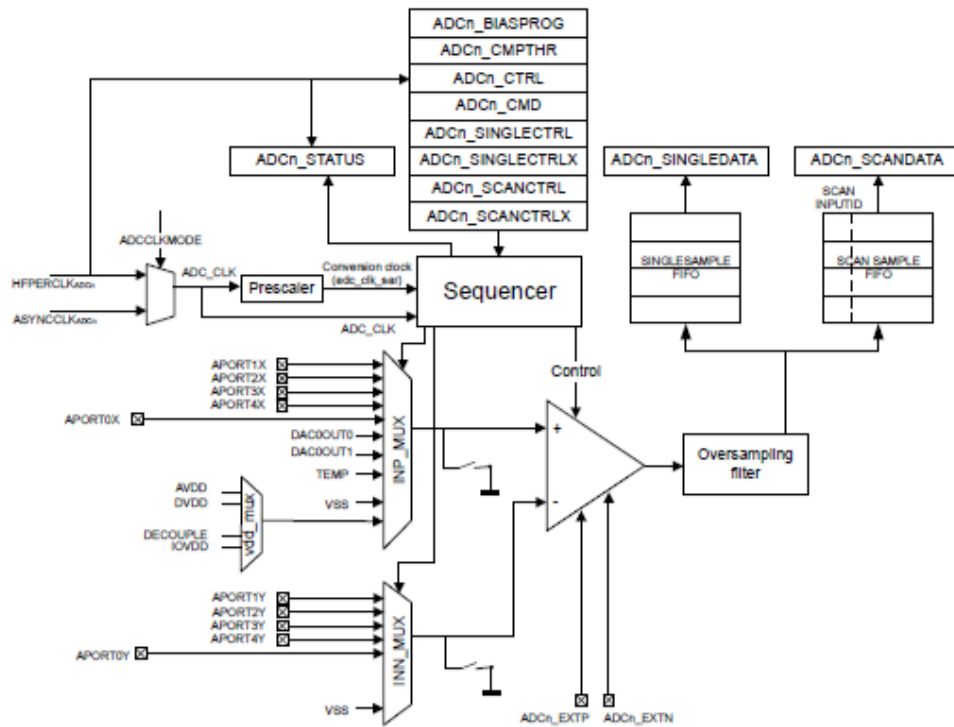 ADCn_BIASPROG
ADCn_CMPTHR
ADCn_CTRL
ADCn_CMD
ADCn_SINGLECTRL
ADCn_SINGLECTRLX
ADCn_SCANCTRL
ADCn_SCANCTRLX
ADCn_STATUS
ADCn_SINGLEDATA
ADCn_SCANDATA
SCAN
INPUTID
SINGLESAMPLE
FIFO
SCAN SAMPLE
FIFO
ADCCLKMODE
HFPERCLKADCn
ASYNCCLKADCn
ADC_CLK
Prescaler
Conversion clock
(adc_clk_sar)
Sequencer
ADC_CLK
Control
APORT1X
APORT2X
APORT3X
APORT4X
APORT0X
DAC0OUT0
DAC0OUT1
TEMP
VSS
INP_MUX
AVDD
DVDD
DECOUPLE
IOVDD
vdd_mux
+
-
Oversampling
filter
APORT1Y
APORT2Y
APORT3Y
APORT4Y
APORT0Y
VSS
INN_MUX
ADCn_EXTP
ADCn_EXTN